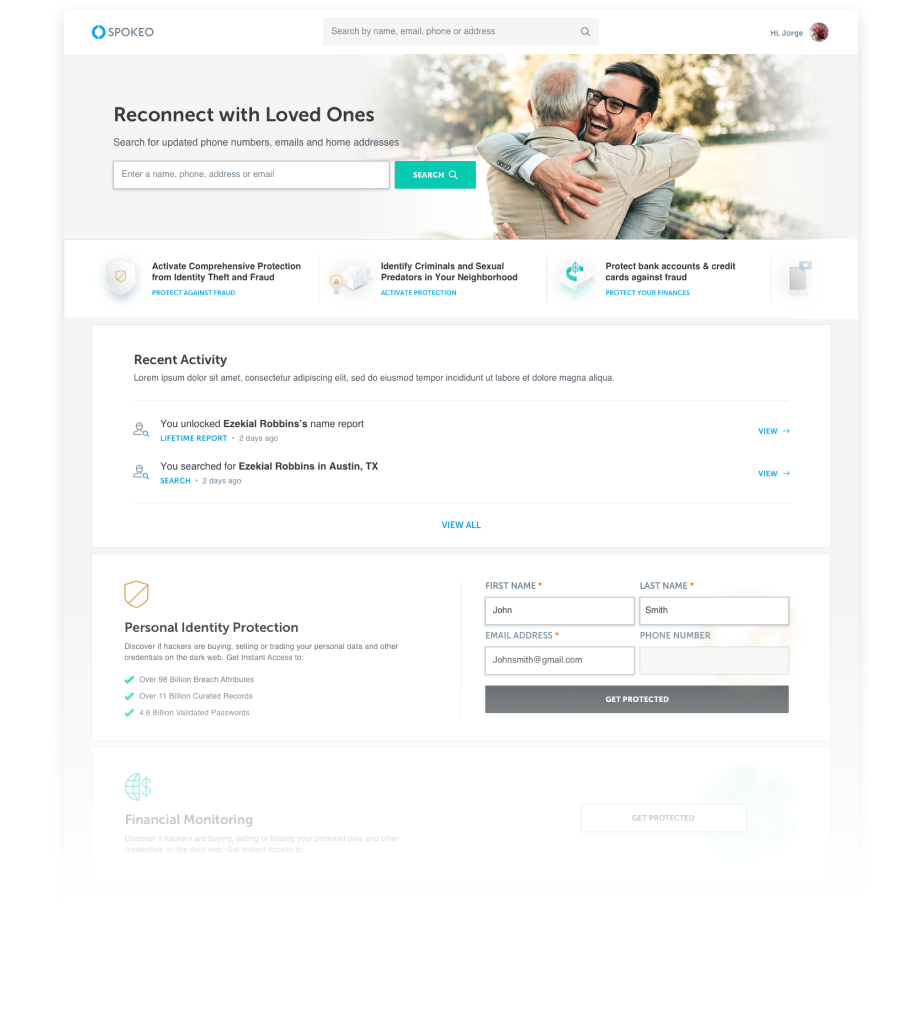 SPOKEO
Search by name, email, phone or address
Hi, Jorge
Reconnect with Loved Ones
Search for updated phone numbers, emails and home addresses
Enter a name, phone, address or email
SEARCH
Activate Comprehensive Protection
from Identity Theft and Fraud
PROTECT AGAINST FRAUD
Identify Criminals and Sexual
Predators in Your Neighborhood
ACTIVATE PROTECTION
Protect bank accounts & credit
cards against fraud
PROTECT YOUR FINANCES
Recent Activity
Lorem ipsum dolor sit amet, consectetur adipiscing elit, sed do eiusmod tempor incididunt ut labore et dolore magna aliqua.
You unlocked Ezekial Robbins's name report
LIFETIME REPORT • 2 days ago
VIEW →
You searched for Ezekial Robbins in Austin, TX
SEARCH • 2 days ago
VIEW →
VIEW ALL
Personal Identity Protection
Discover if hackers are buying, selling or trading your personal data and other
credentials on the dark web. Get Instant Access to:
Over 98 Billion Breach Attributes
Over 11 Billion Curated Records
4.6 Billion Validated Passwords
FIRST NAME *
LAST NAME *
John
Smith
EMAIL ADDRESS *
PHONE NUMBER
Johnsmith@gmail.com
GET PROTECTED
Financial Monitoring
Discover if hackers are buying, selling or trading your personal data and other
credentials on the dark web. Get Instant Access to:
GET PROTECTED